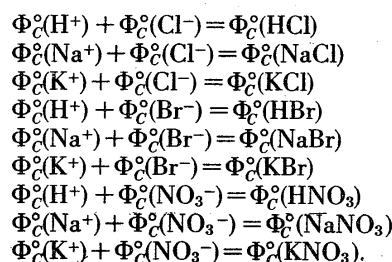 Φ°C(H⁺) + Φ°C(Cl⁻) = Φ°C(HCl)
Φ°C(Na⁺) + Φ°C(Cl⁻) = Φ°C(NaCl)
Φ°C(K⁺) + Φ°C(Cl⁻) = Φ°C(KCl)
Φ°C(H⁺) + Φ°C(Br⁻) = Φ°C(HBr)
Φ°C(Na⁺) + Φ°C(Br⁻) = Φ°C(NaBr)
Φ°C(K⁺) + Φ°C(Br⁻) = Φ°C(KBr)
Φ°C(H⁺) + Φ°C(NO₃⁻) = Φ°C(HNO₃)
Φ°C(Na⁺) + Φ°C(NO₃⁻) = Φ°C(NaNO₃)
Φ°C(K⁺) + Φ°C(NO₃⁻) = Φ°C(KNO₃).